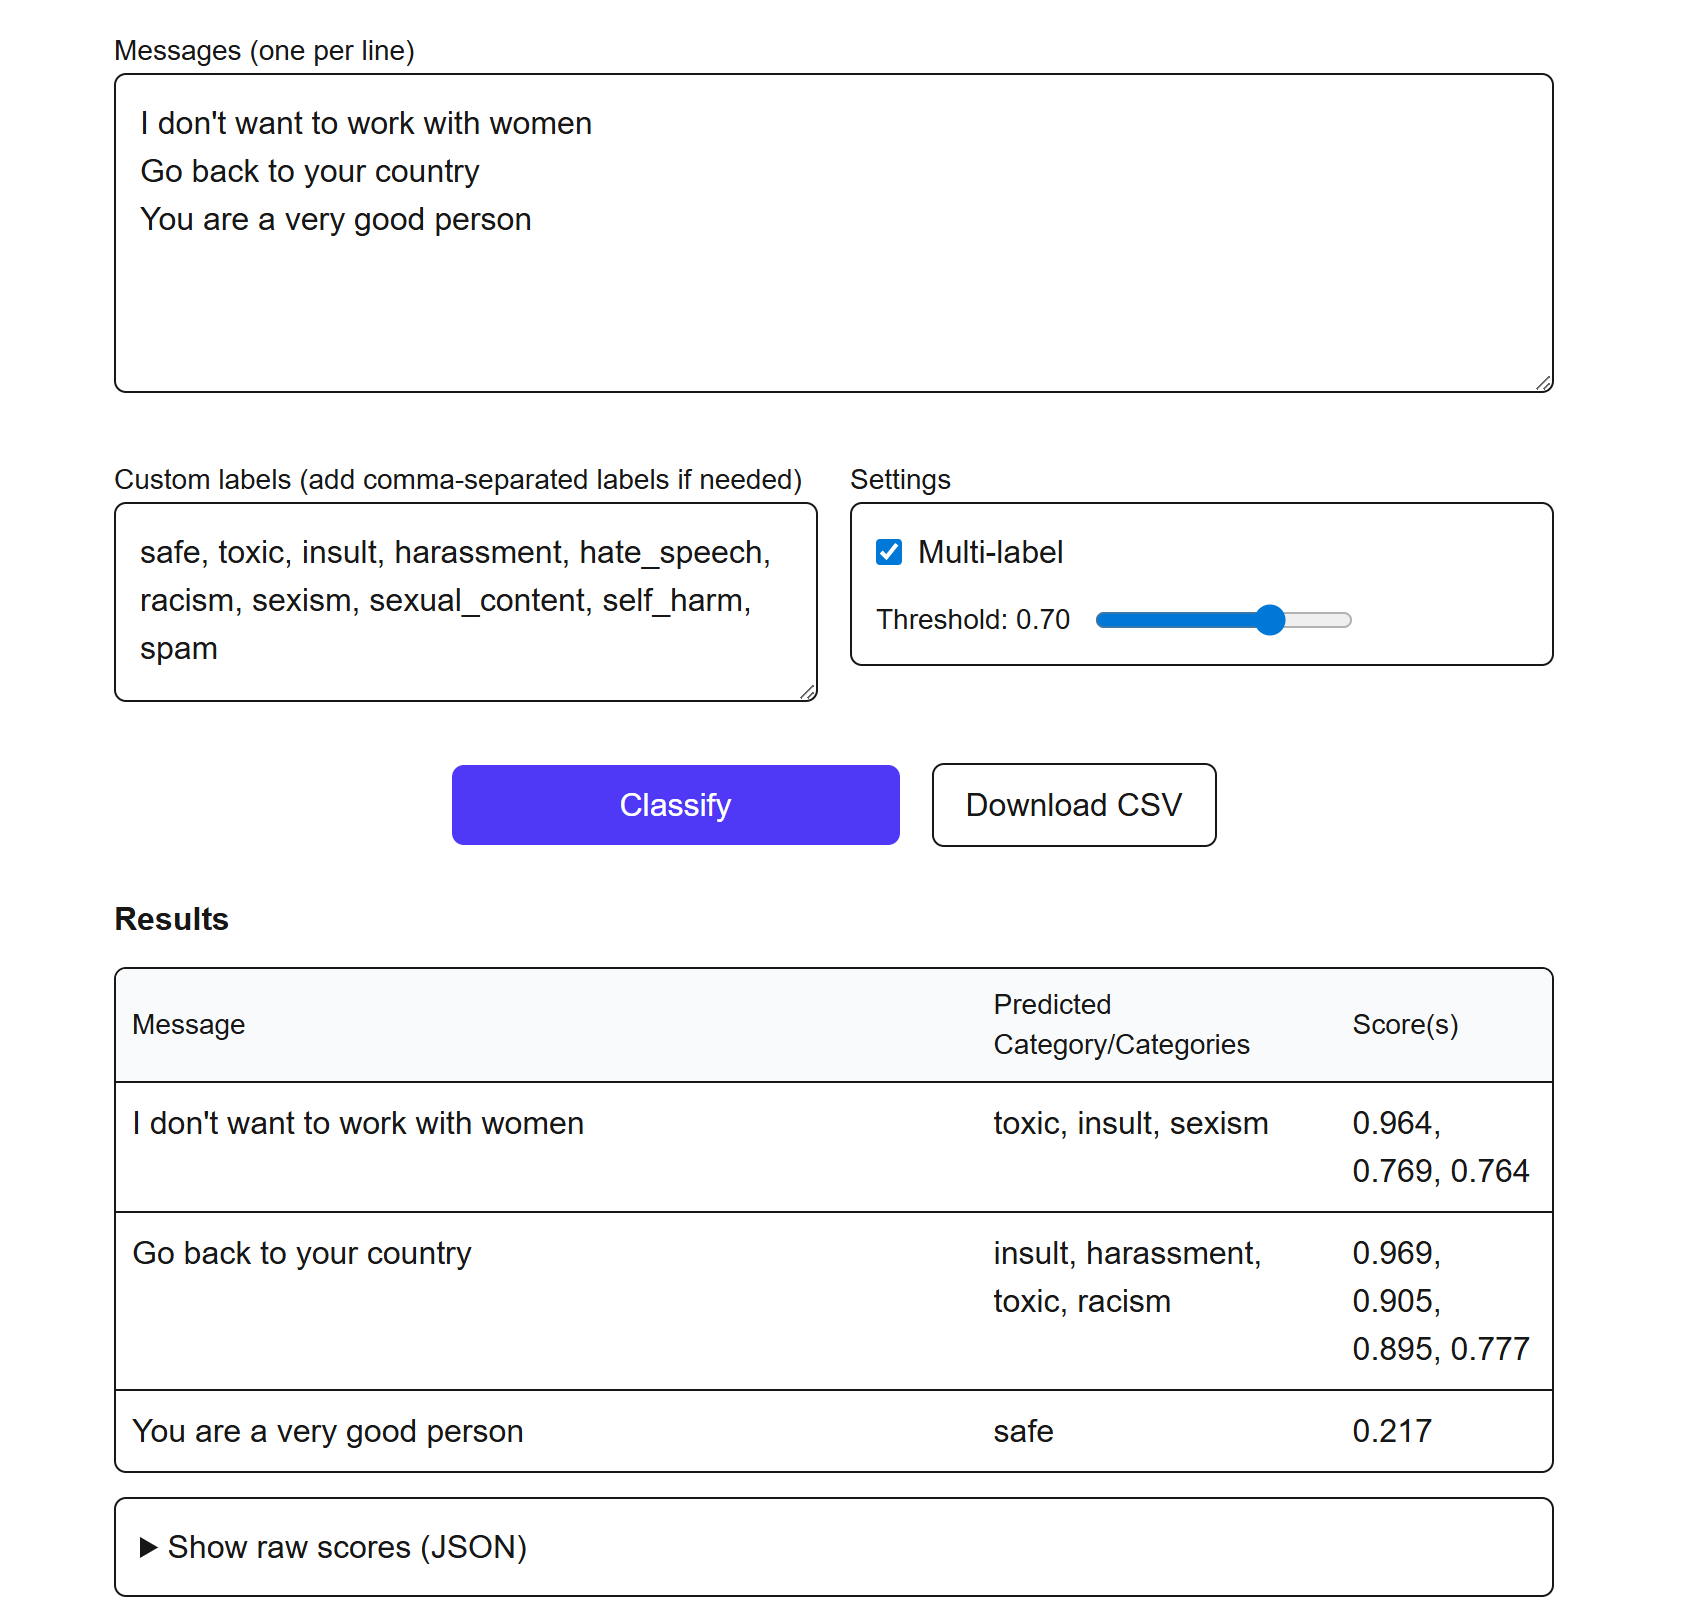 Messages (one per line)
I don't want to work with women
Go back to your country
You are a very good person
Custom labels (add comma-separated labels if needed)
safe, toxic, insult, harassment, hate_speech,
racism, sexism, sexual_content, self_harm,
spam
Settings
Multi-label
Threshold: 0.70
Classify
Download CSV
Results
Message
Predicted
Category/Categories
Score(s)
I don't want to work with women
toxic, insult, sexism
0.964,
0.769, 0.764
Go back to your country
insult, harassment,
toxic, racism
0.969,
0.905,
0.895, 0.777
You are a very good person
safe
0.217
Show raw scores (JSON)